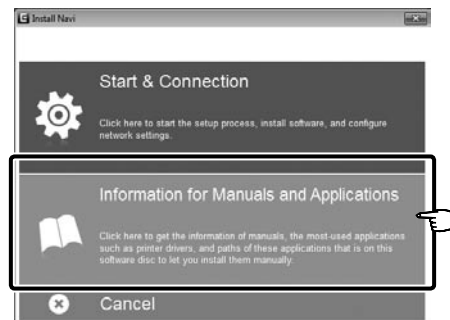 Install Navi
Start & Connection
Click here to start the setup process, install software, and configure
network settings.
Information for Manuals and Applications
Click here to get the information of manuals, the most-used applications
such as printer drivers, and paths of these applications that is on this
software disc to let you install them manually.
Cancel